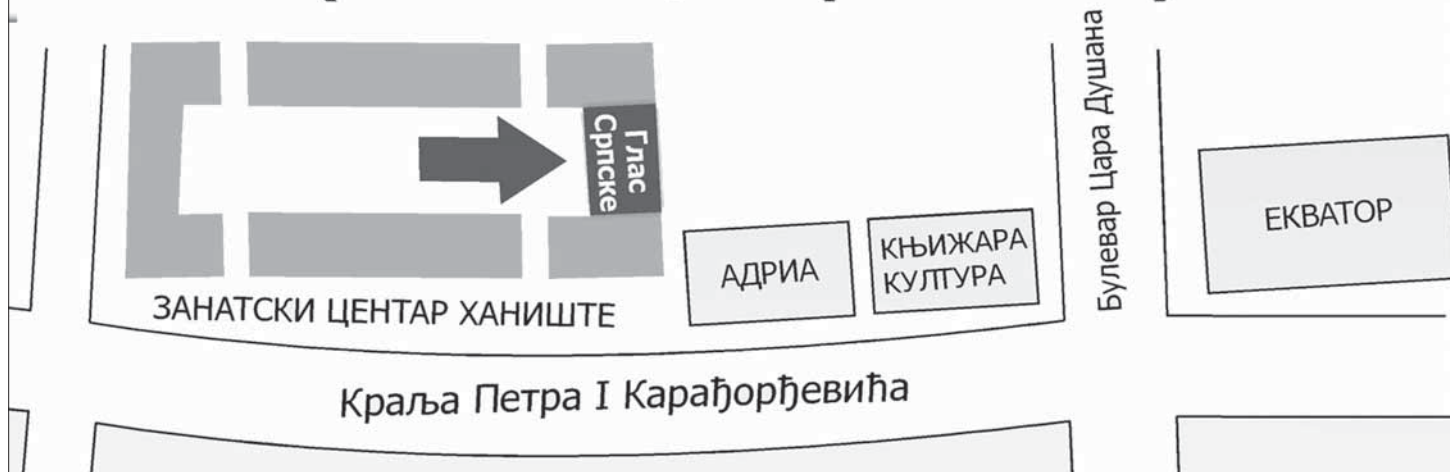 Глас
Српске
АДРИА
КЊИЖАРА
КУЛТУРА
Булевар Цара Душана
ЕКВАТОР
ЗАНАТСКИ ЦЕНТАР ХАНИШТЕ
Краља Петра I Карађорђевића